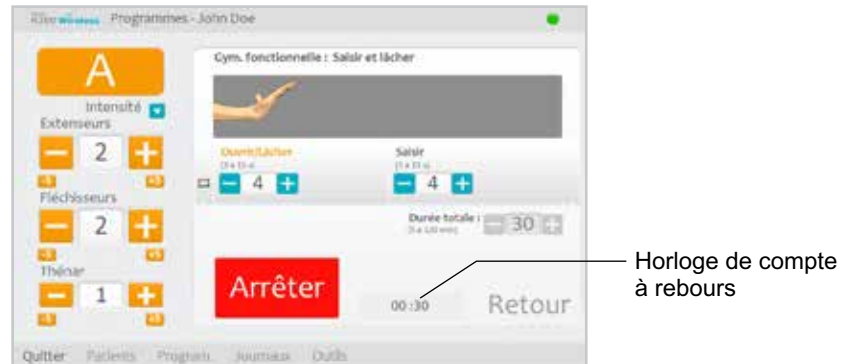 Programmes - John Doe
A
Intensité
Extenseurs
2
Fléchisseurs
2
Thénar
1
Gym. fonctionnelle : Saisir et lâcher
Ouvrir/Lâcher
4
Saisir
4
Durée totale :
30
Arrêter
00 :30
Retour
Quitter Patients Program. Journaux Outils
Horloge de compte
à rebours